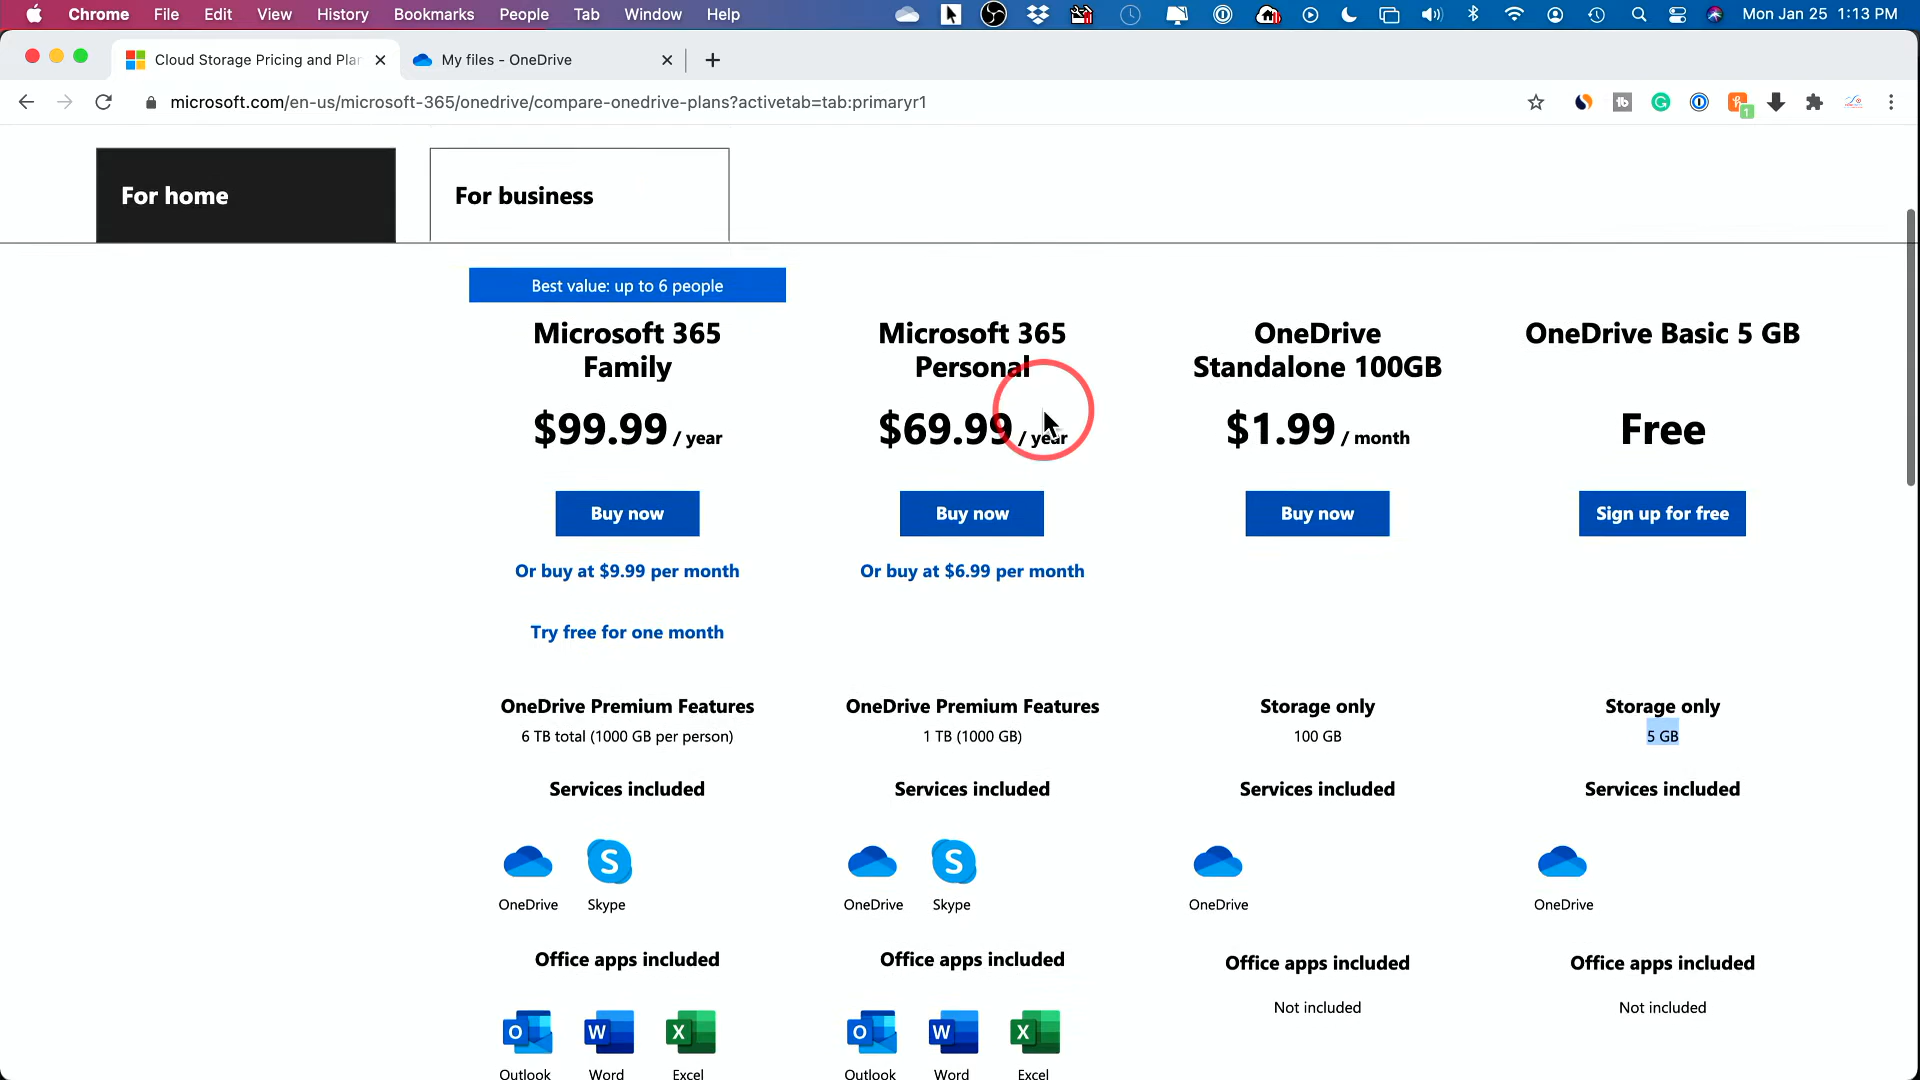 Chrome File Edit View History Bookmarks People Tab Window Help Mon Jan 25 1:13 PM
Cloud Storage Pricing and Plan My files - OneDrive
microsoft.com/en-us/microsoft-365/onedrive/compare-onedrive-plans?activetab=tab:primaryr1
tb G 1
For home For business
Best value: up to 6 people
Microsoft 365 Microsoft 365 OneDrive OneDrive Basic 5 GB
Family Personal Standalone 100GB
$99.99 / year $69.99 / year $1.99 / month Free
Buy now Buy now Buy now Sign up for free
Or buy at $9.99 per month Or buy at $6.99 per month
Try free for one month
OneDrive Premium Features OneDrive Premium Features Storage only Storage only
6 TB total (1000 GB per person) 1 TB (1000 GB) 100 GB 5 GB
Services included Services included Services included Services included
S S
OneDrive Skype OneDrive Skype OneDrive OneDrive
Office apps included Office apps included Office apps included Office apps included
Not included Not included
O W X O W X
Outlook Word Excel Outlook Word Excel